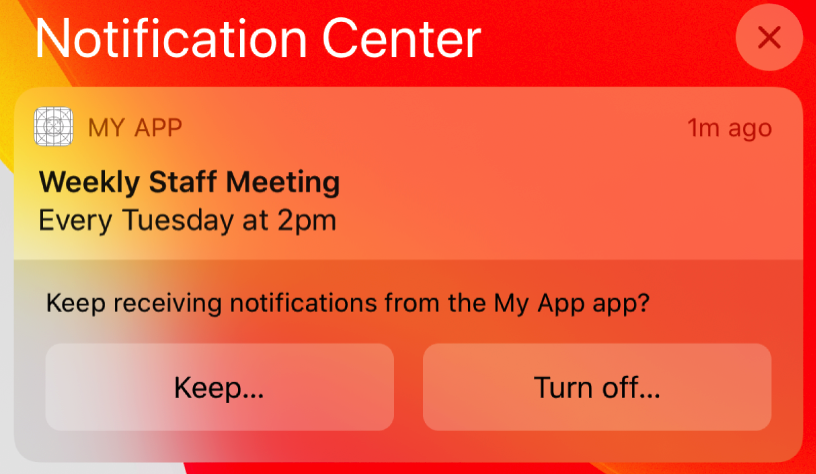 Notification Center
MY APP 1m ago
Weekly Staff Meeting
Every Tuesday at 2pm
Keep receiving notifications from the My App app?
Keep... Turn off...